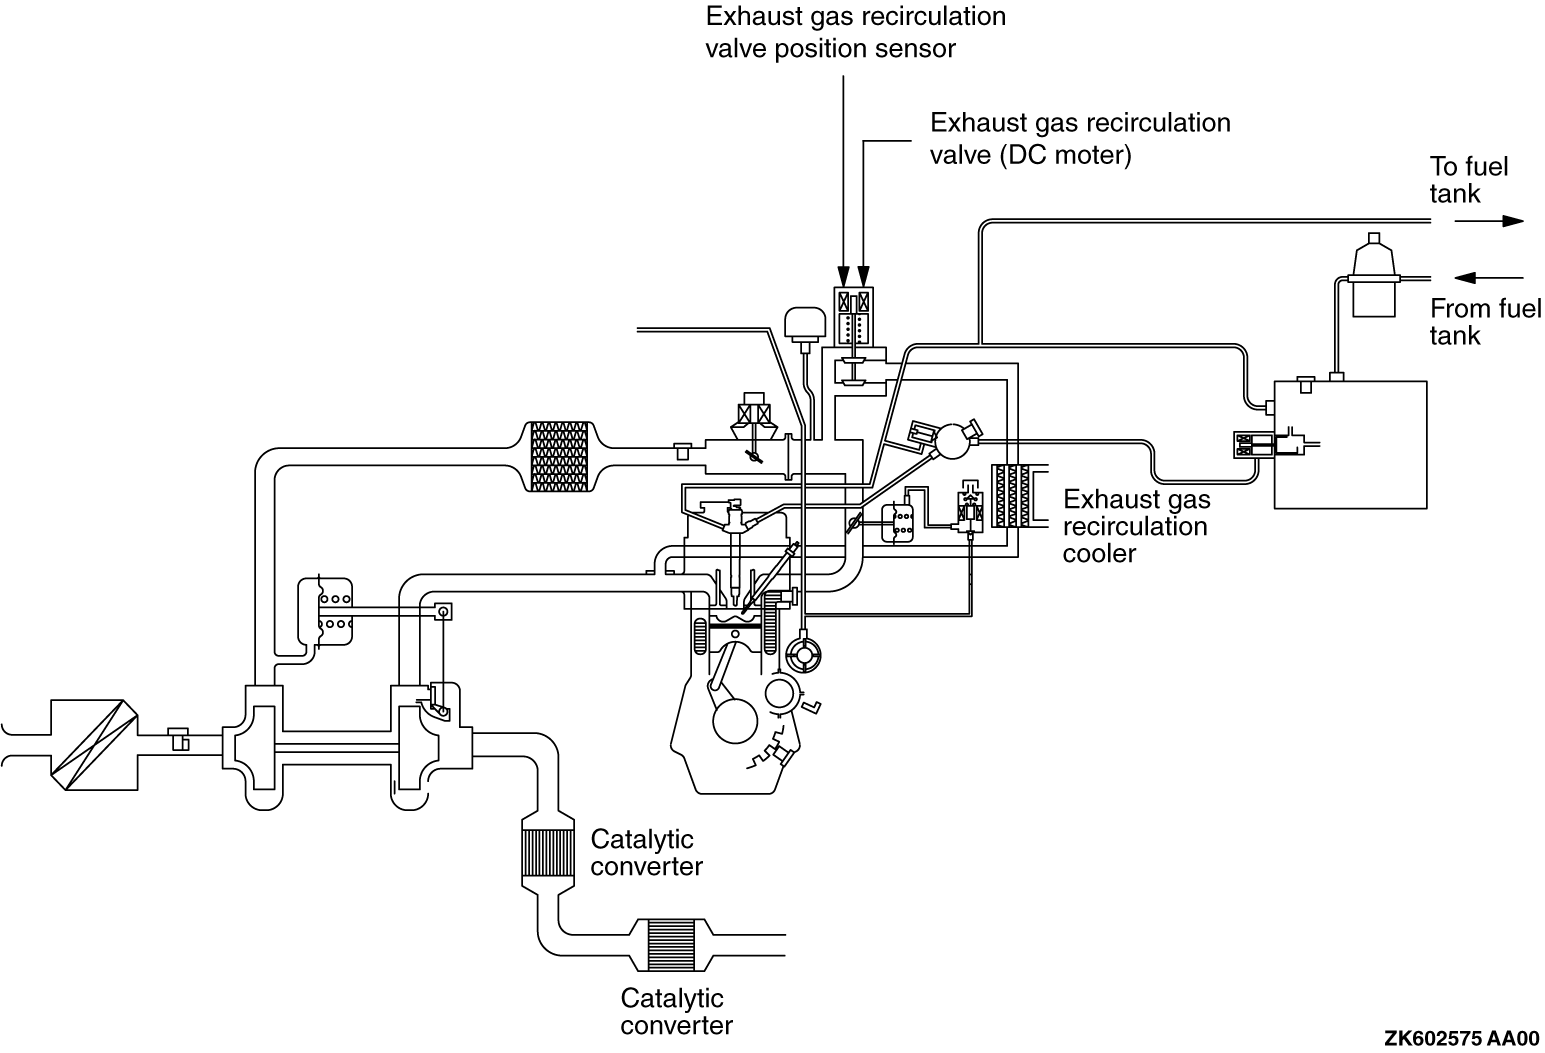 Exhaust gas recirculation
valve position sensor
Exhaust gas recirculation
valve (DC moter)
To fuel
tank
From fuel
tank
Exhaust gas
recirculation
cooler
Catalytic
converter
Catalytic
converter
ZK602575 AA00